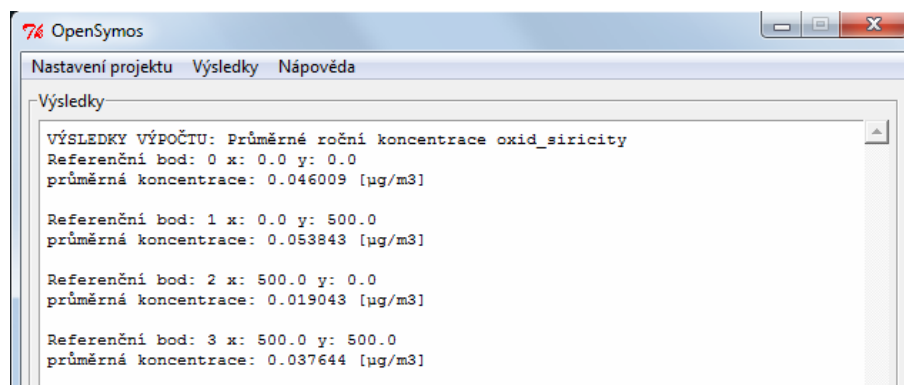 OpenSymos
Nastavení projektu Výsledky Nápověda
Výsledky
VÝSLEDKY VÝPOČTU: Průměrné roční koncentrace oxid_siricity
Referenční bod: 0 x: 0.0 y: 0.0
průměrná koncentrace: 0.046009 [µg/m3]
Referenční bod: 1 x: 0.0 y: 500.0
průměrná koncentrace: 0.053843 [µg/m3]
Referenční bod: 2 x: 500.0 y: 0.0
průměrná koncentrace: 0.019043 [µg/m3]
Referenční bod: 3 x: 500.0 y: 500.0
průměrná koncentrace: 0.037644 [µg/m3]